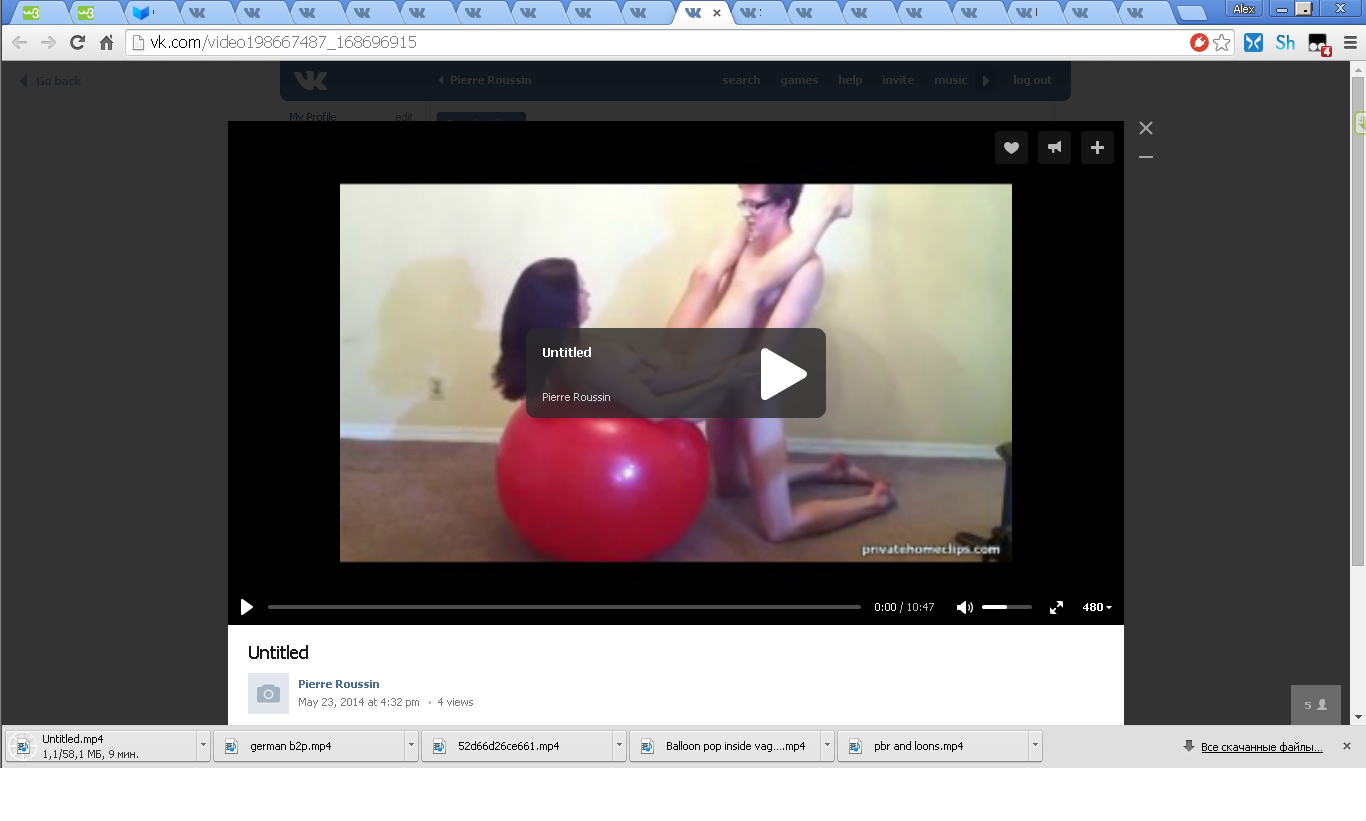 Alex
vk.com/video198667487_168696915
Sh
4
Go back
Pierre Roussin
search
games
help
invite
music
log out
My Profile
edit
Untitled
Pierre Roussin
privatehomeclips.com
0:00 / 10:47
480
Untitled
Pierre Roussin
May 23, 2014 at 4:32 pm • 4 views
5
Untitled.mp4
1,1/58,1 МБ, 9 мин.
german b2p.mp4
52d66d26ce661.mp4
Balloon pop inside vag....mp4
pbr and loons.mp4
Все скачанные файлы...